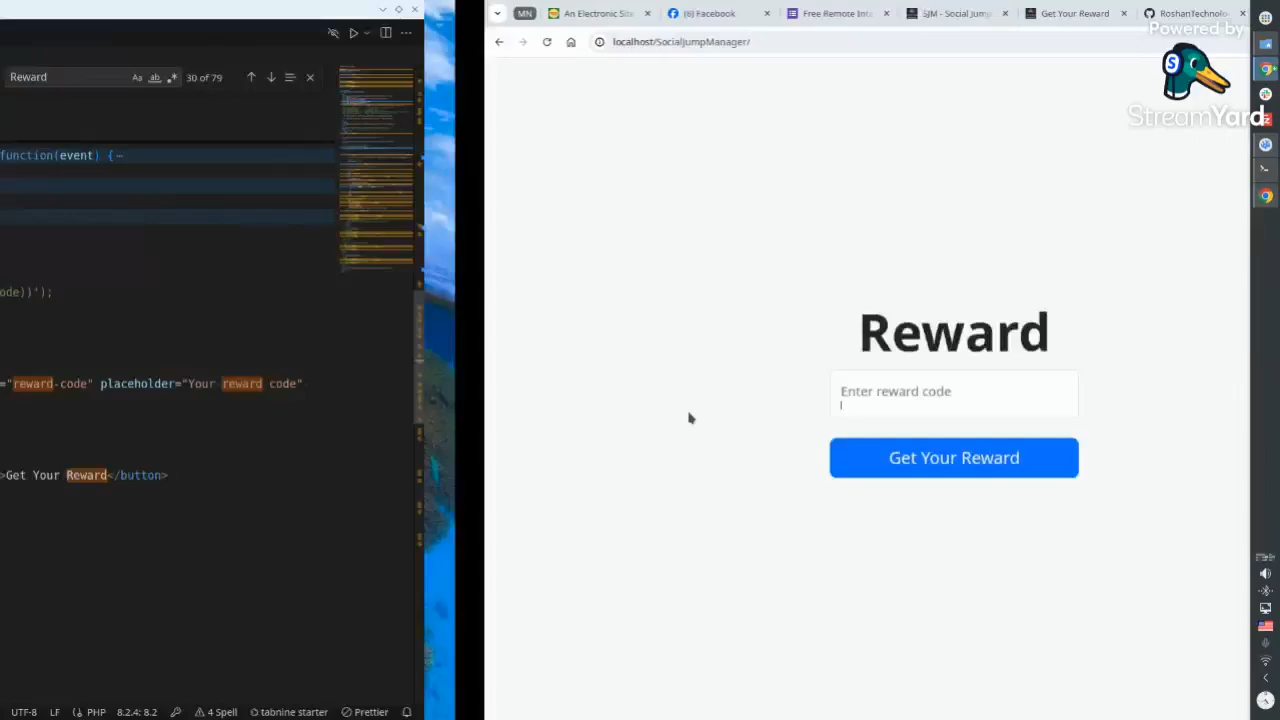 MN
An Electronic Site
(6) Facebook
Free Remote Im
SJM - Social Jump
Get Your Reward
RoshanTechnolo
Powered by
StreamYard
localhost/SocialJumpManager/
Reward
30 of 79
function(event) {⋯
ode))');
="reward-code" placeholder="Your reward code"
>Get Your Reward</button>
Reward
Enter reward code
Get Your Reward
UTF-8
LF
PHP
8.2.4: 8.2
4 Spell
tabnine starter
Prettier